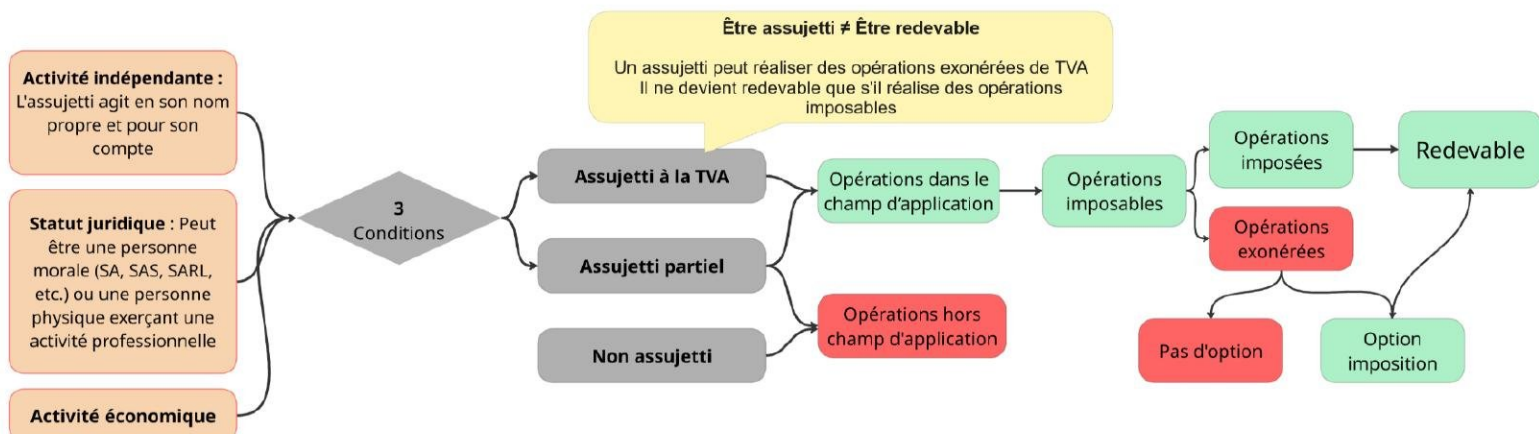 Être assujetti ≠ Être redevable
Un assujetti peut réaliser des opérations exonérées de TVA
Il ne devient redevable que s'il réalise des opérations
imposables
Activité indépendante :
L'assujetti agit en son nom
propre et pour son
compte
Statut juridique : Peut
être une personne
morale (SA, SAS, SARL,
etc.) ou une personne
physique exerçant une
activité professionnelle
Activité économique
3
Conditions
Assujetti à la TVA
Assujetti partiel
Non assujetti
Opérations dans le
champ d'application
Opérations hors
champ d'application
Opérations
imposables
Opérations
imposées
Opérations
exonérées
Redevable
Pas d'option
Option
imposition